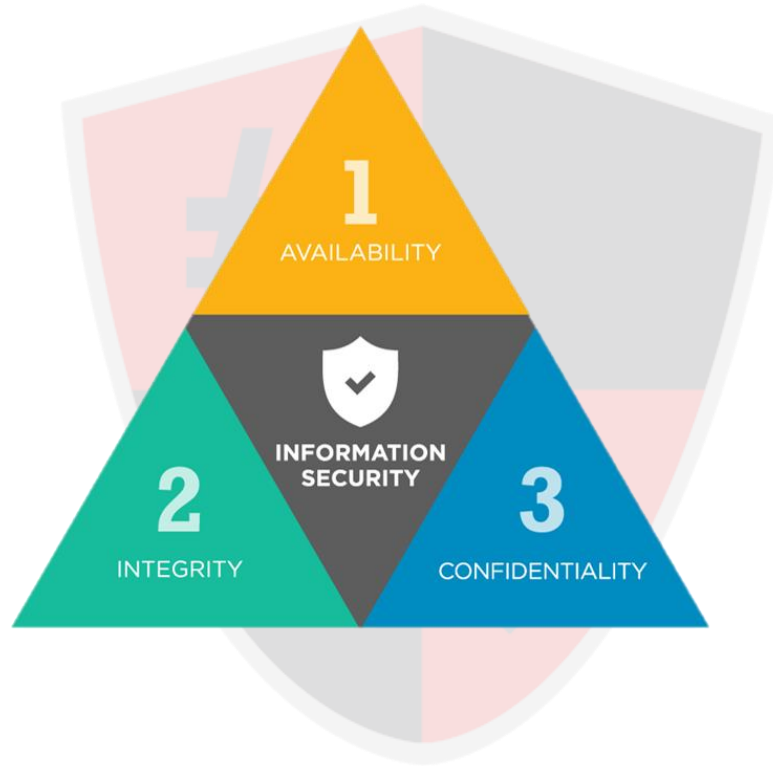 1
AVAILABILITY
INFORMATION
SECURITY
2
INTEGRITY
3
CONFIDENTIALITY